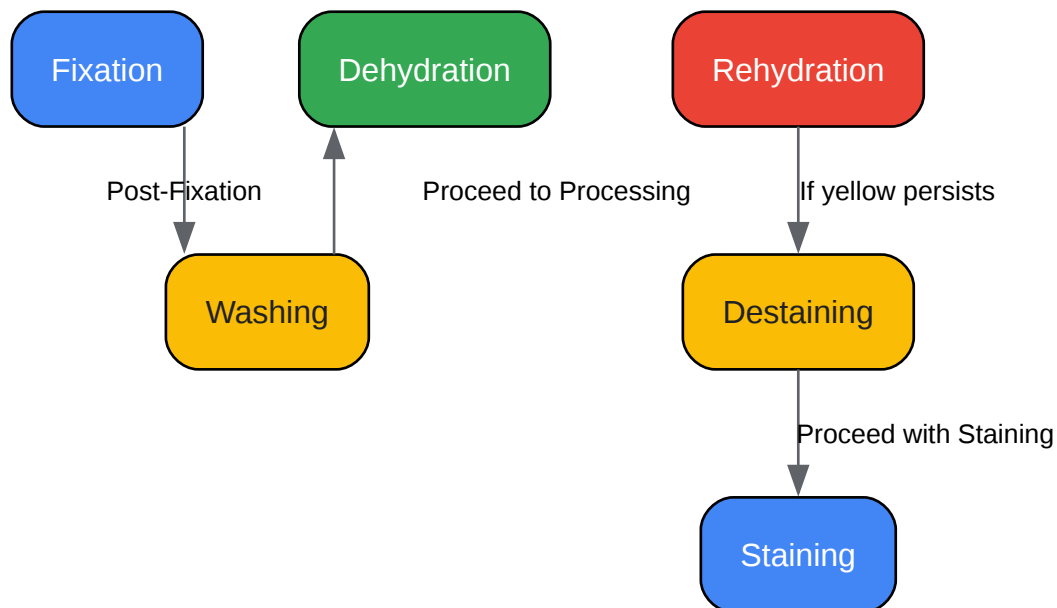 Fixation
Dehydration
Rehydration
Post-Fixation
Proceed to Processing
If yellow persists
Washing
Destaining
Proceed with Staining
Staining